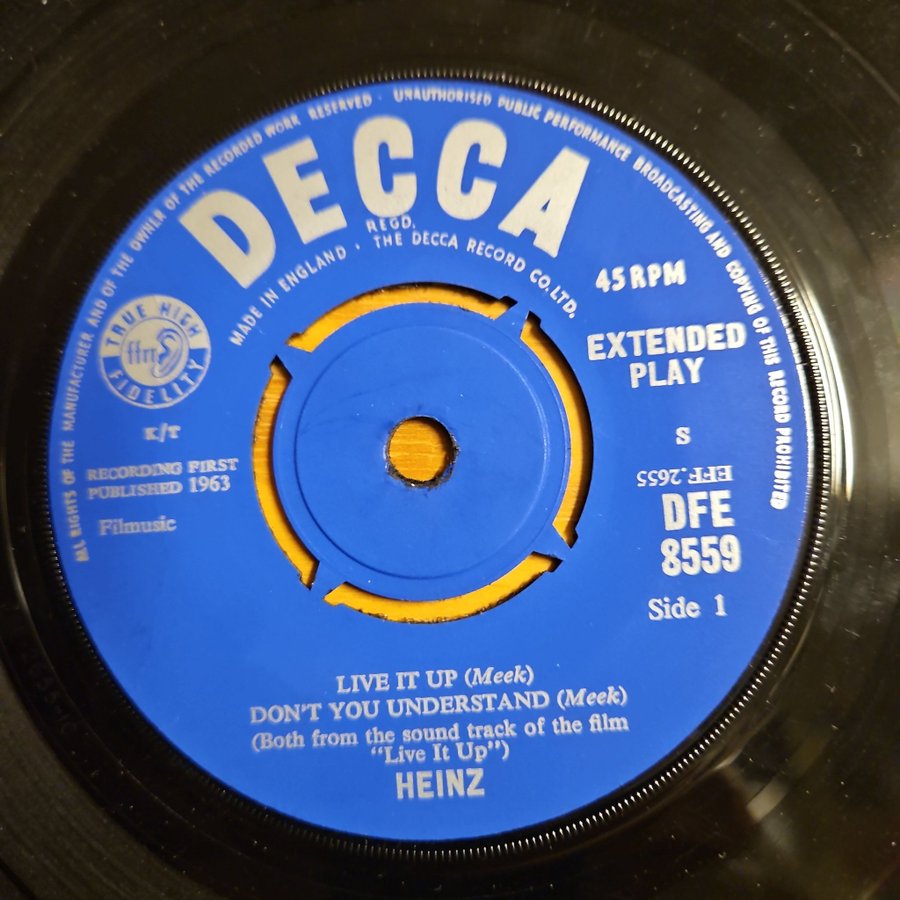 ALL RIGHTS OF THE MANUFACTURER AND OF THE OWNER OF THE RECORDED WORK RESERVED · UNAUTHORISED PUBLIC PERFORMANCE BROADCASTING AND COPYING OF THIS RECORD PROHIBITED
DECCA
REGD.
MADE IN ENGLAND · THE DECCA RECORD CO. LTD.
TRUE HIGH
ffrr
FIDELITY
45 RPM
EXTENDED
PLAY
K/T
S
RECORDING FIRST
PUBLISHED 1963
EFF.2655
Filmusic
DFE
8559
Side 1
LIVE IT UP (Meek)
DON'T YOU UNDERSTAND (Meek)
(Both from the sound track of the film
"Live It Up")
HEINZ